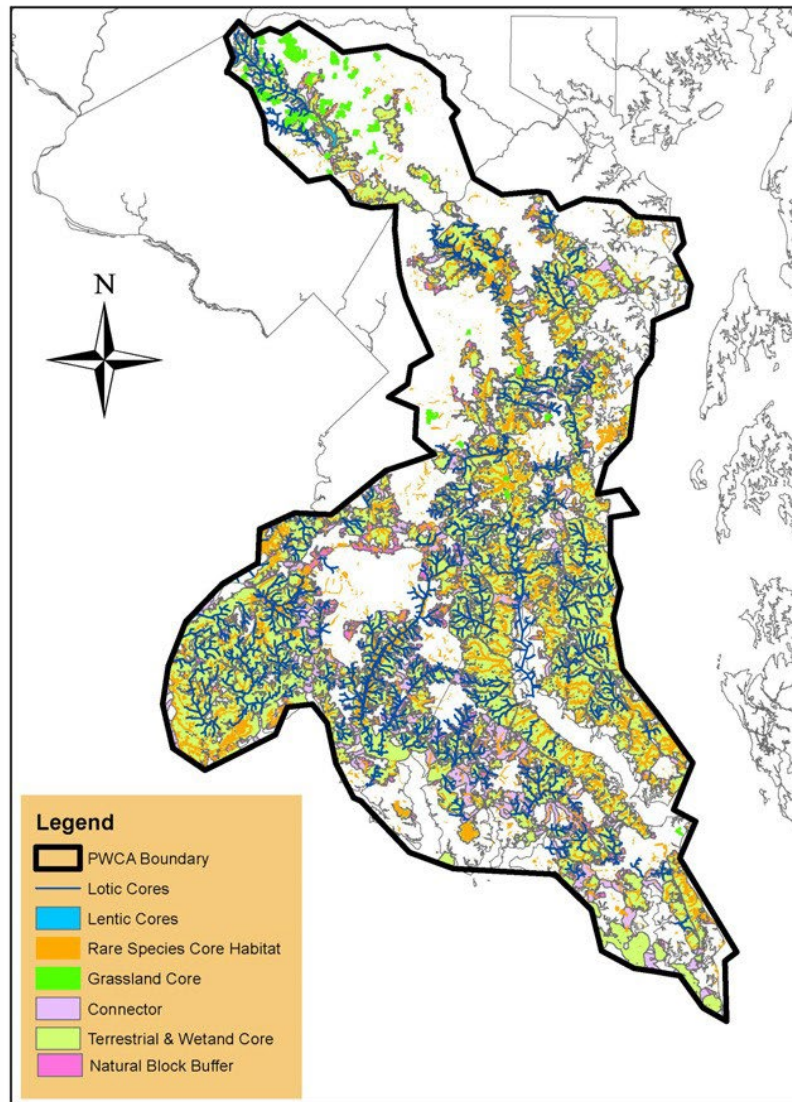 N
Legend
PWCA Boundary
Lotic Cores
Lentic Cores
Rare Species Core Habitat
Grassland Core
Connector
Terrestrial & Wetand Core
Natural Block Buffer